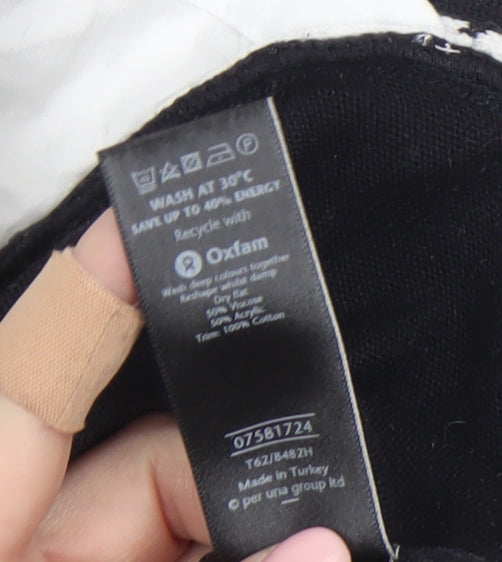 WASH AT 30°C
SAVE UP TO 40% ENERGY
Recycle with
Oxfam
Wash deep colours together
Reshape whilst damp
Dry flat
50% Viscose
50% Acrylic
Trim: 100% Cotton
07581724
T62/8482H
Made in Turkey
© per una group ltd